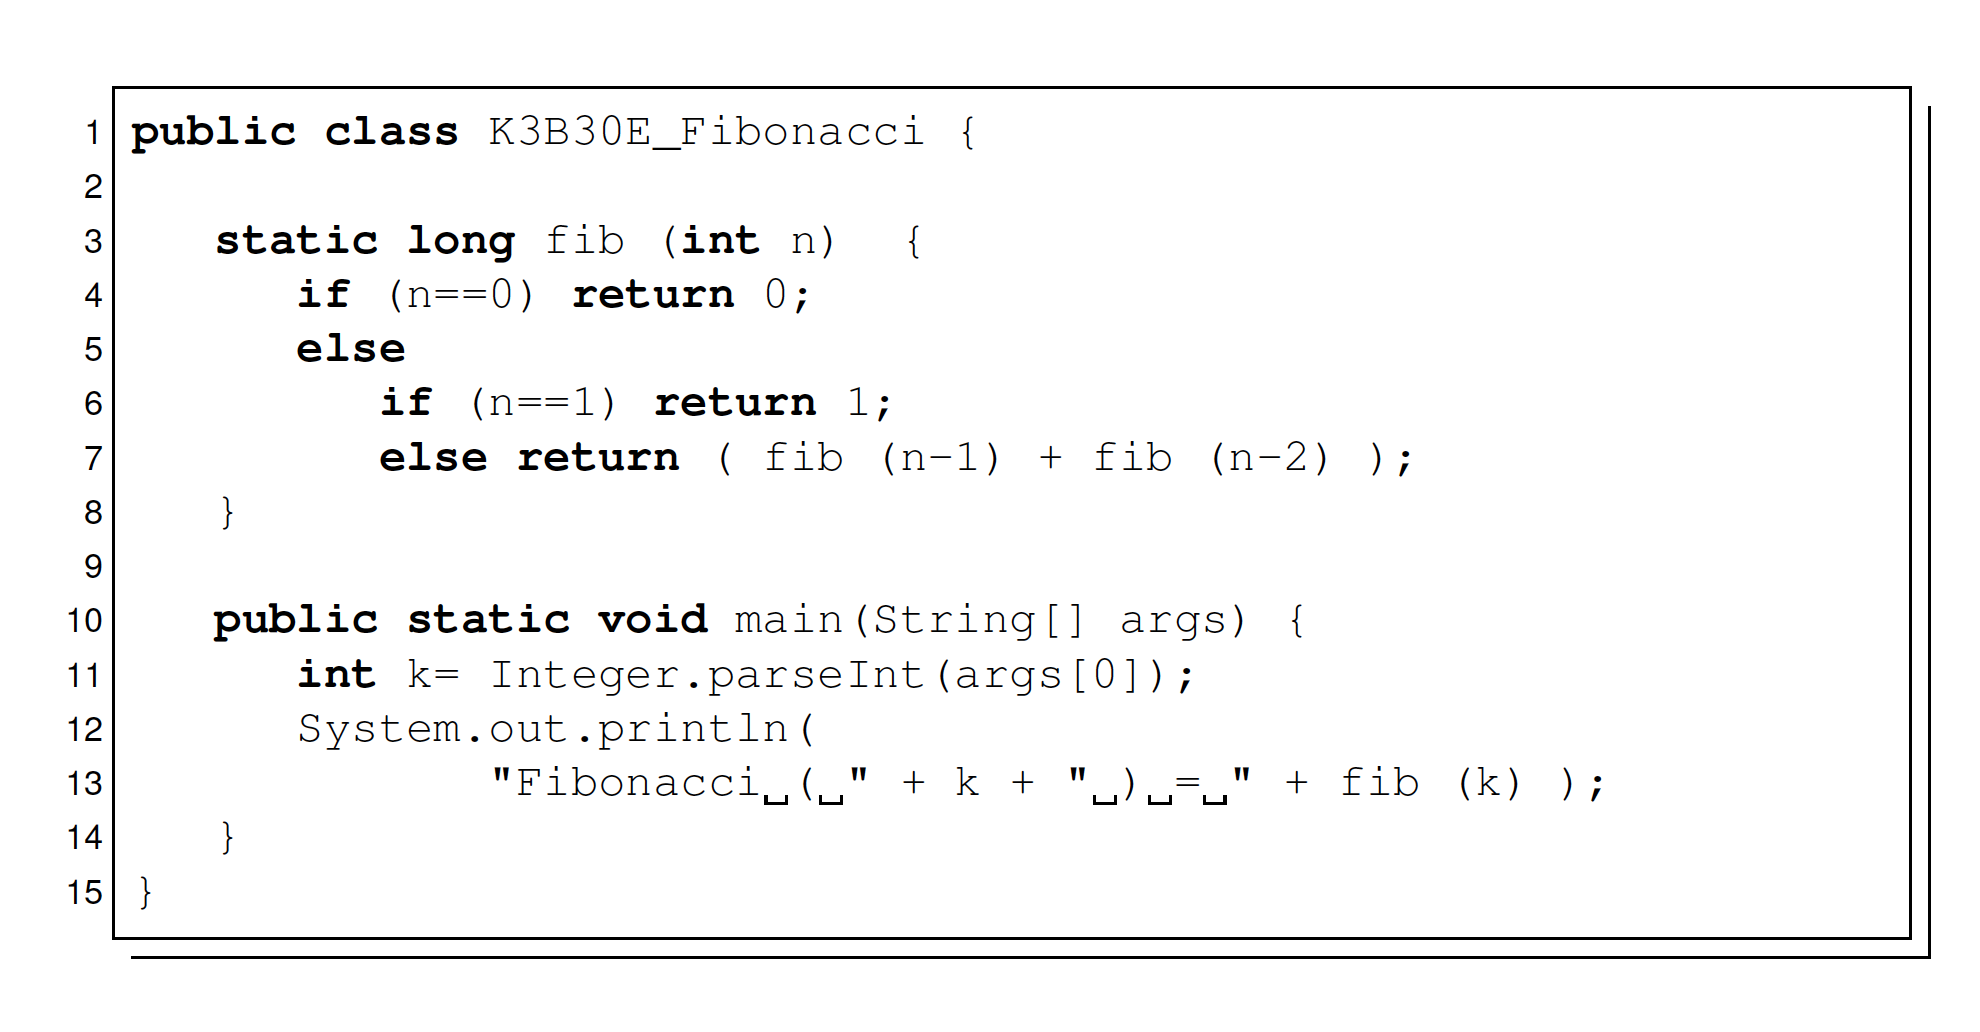 1 public class K3B30E_Fibonacci {
2
3    static long fib (int n)  {
4       if (n==0) return 0;
5       else
6          if (n==1) return 1;
7          else return ( fib (n-1) + fib (n-2) );
8    }
9
10    public static void main(String[] args) {
11       int k= Integer.parseInt(args[0]);
12       System.out.println(
13              "Fibonacci␣(␣" + k + "␣)␣=␣" + fib (k) );
14    }
15 }